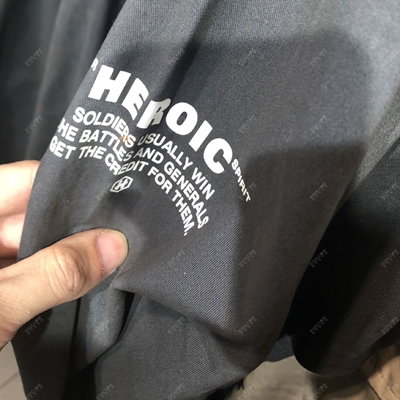 "HEROIC SPIRIT
SOLDIERS USUALLY WIN
THE BATTLES AND GENERALS
GET THE CREDIT FOR THEM.